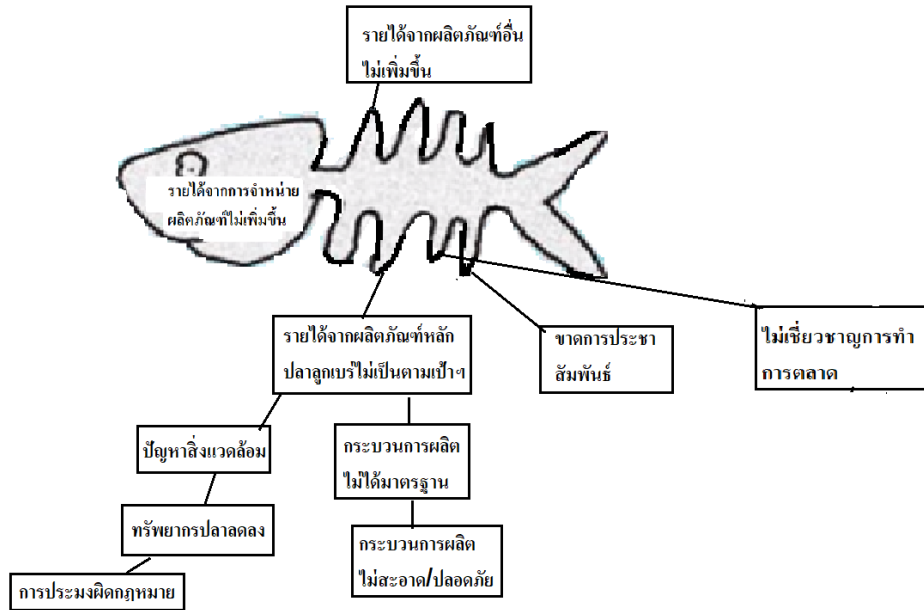 รายได้จากผลิตภัณฑ์อื่น
ไม่เพิ่มขึ้น
รายได้จากการจำหน่าย
ผลิตภัณฑ์ไม่เพิ่มขึ้น
รายได้จากผลิตภัณฑ์หลัก
ปลาลูกเบร่ไม่เป็นตามเป้าฯ
ขาดการประชา
สัมพันธ์
ไม่เชี่ยวชาญการทำ
การตลาด
ปัญหาสิ่งแวดล้อม
กระบวนการผลิต
ไม่ได้มาตรฐาน
ทรัพยากรปลาลดลง
กระบวนการผลิต
ไม่สะอาด/ปลอดภัย
การประมงผิดกฎหมาย